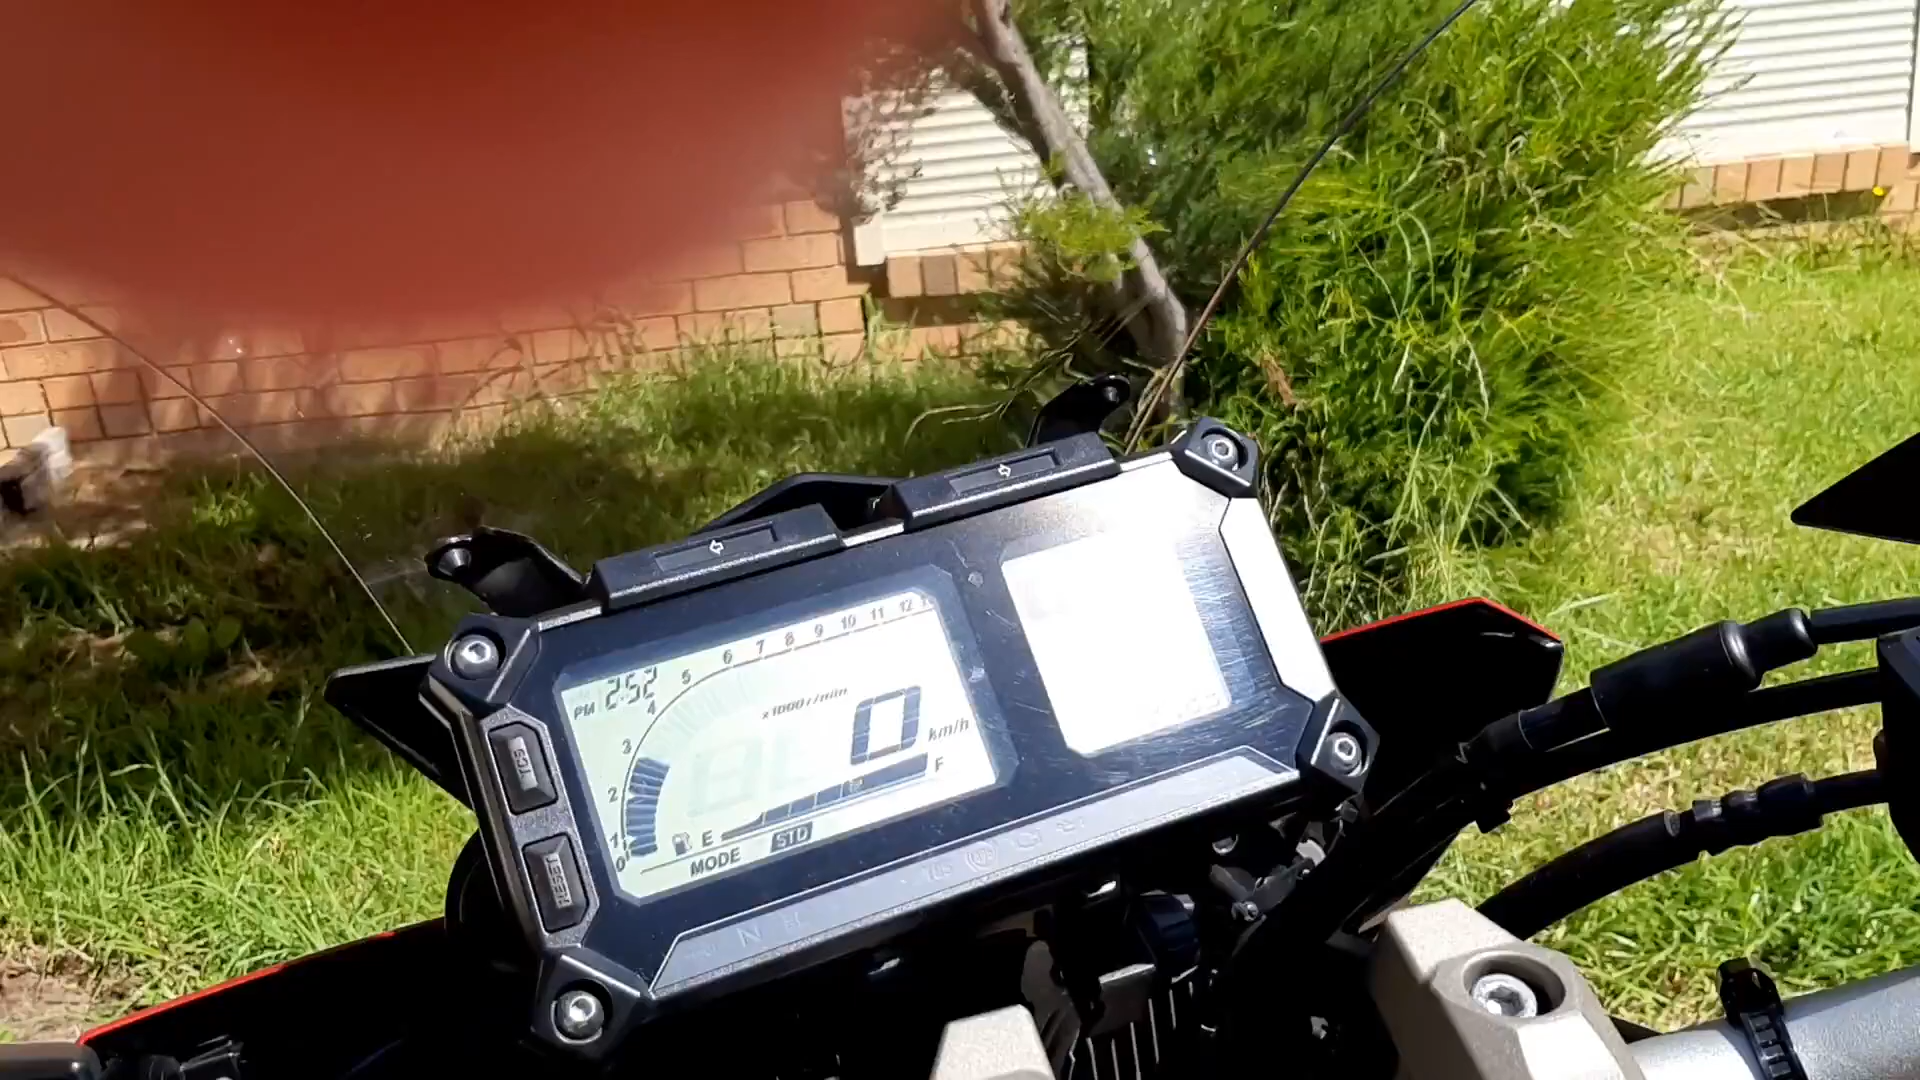 PM 2:52
0 1 2 3 4 5 6 7 8 9 10 11 12
x1000 r/min
0 km/h
E F
MODE STD
TCS
RESET
N